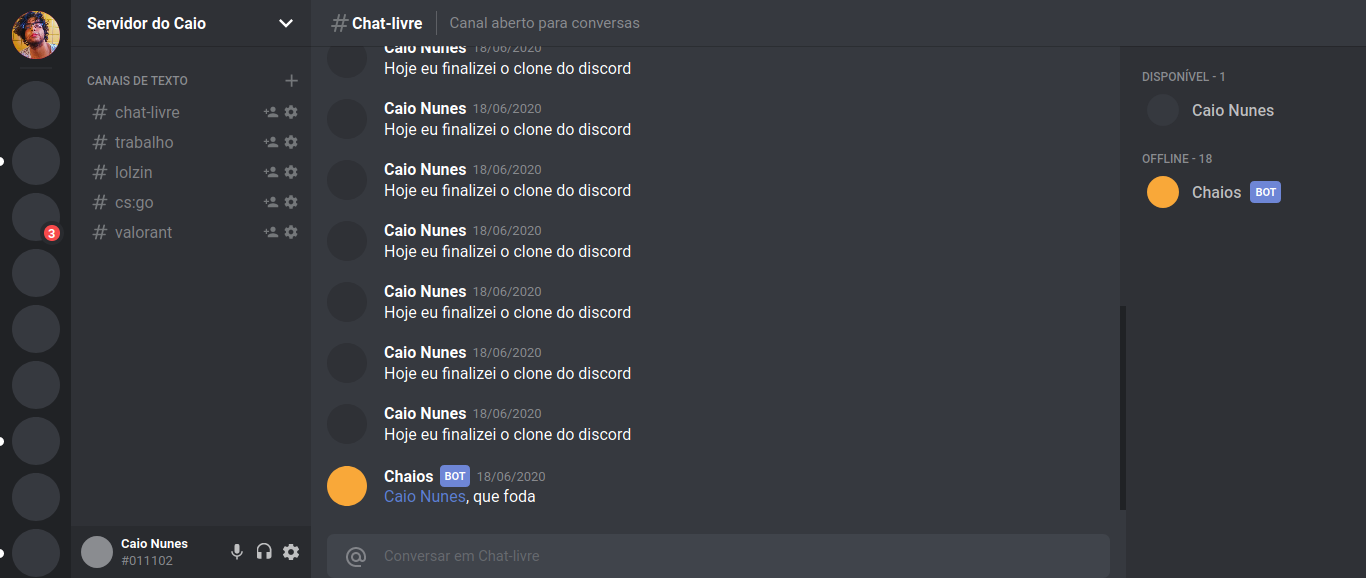 Servidor do Caio
CANAIS DE TEXTO
# chat-livre
# trabalho
# lolzin
# cs:go
# valorant
3
Caio Nunes
#011102
# Chat-livre
Canal aberto para conversas
Caio Nunes 18/06/2020
Hoje eu finalizei o clone do discord
Caio Nunes 18/06/2020
Hoje eu finalizei o clone do discord
Caio Nunes 18/06/2020
Hoje eu finalizei o clone do discord
Caio Nunes 18/06/2020
Hoje eu finalizei o clone do discord
Caio Nunes 18/06/2020
Hoje eu finalizei o clone do discord
Caio Nunes 18/06/2020
Hoje eu finalizei o clone do discord
Caio Nunes 18/06/2020
Hoje eu finalizei o clone do discord
Chaios BOT 18/06/2020
Caio Nunes, que foda
@ Conversar em Chat-livre
DISPONÍVEL - 1
Caio Nunes
OFFLINE - 18
Chaios BOT